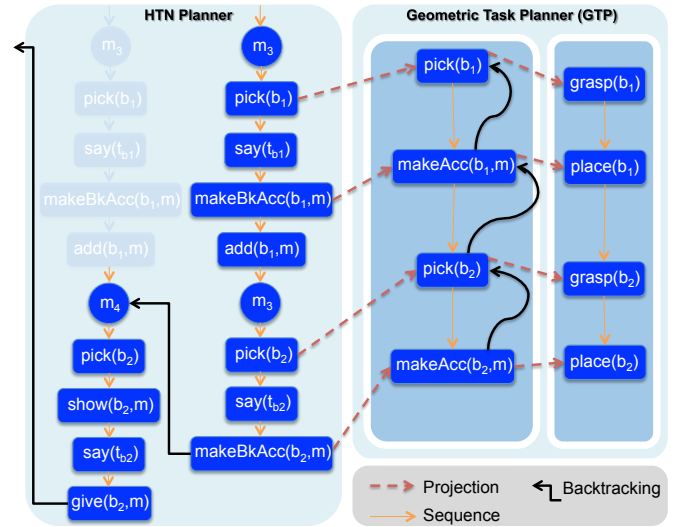 HTN Planner
m3
pick(b1)
say(tb1)
makeBkAcc(b1,m)
add(b1,m)
m4
pick(b2)
show(b2,m)
say(tb2)
give(b2,m)
m3
pick(b1)
say(tb1)
makeBkAcc(b1,m)
add(b1,m)
m3
pick(b2)
say(tb2)
makeBkAcc(b2,m)
Geometric Task Planner (GTP)
pick(b1)
makeAcc(b1,m)
pick(b2)
makeAcc(b2,m)
grasp(b1)
place(b1)
grasp(b2)
place(b2)
Projection
Backtracking
Sequence